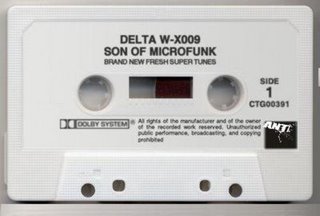 DELTA W-X009
SON OF MICROFUNK
BRAND NEW FRESH SUPER TUNES
SIDE
1
CTG00391
DOLBY SYSTEM ®
All rights of the manufacturer and of the owner
of the recorded work reserved. Unauthorized
public performance, broadcasting, and copying
prohibited
ANTI